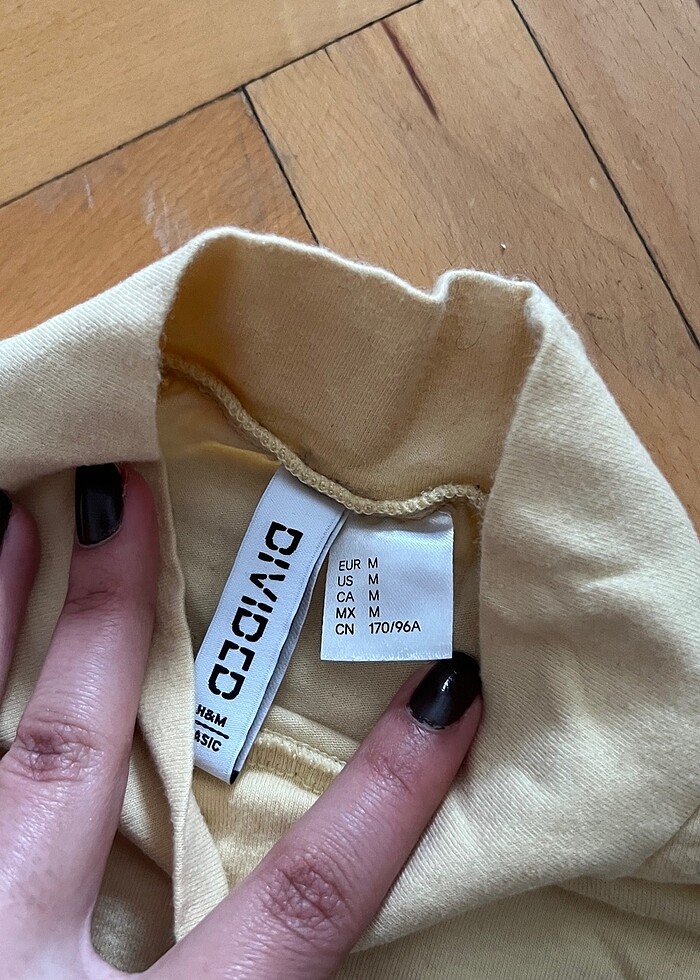 DIVIDED
H&M
ASIC
EUR M
US M
CA M
MX M
CN 170/96A